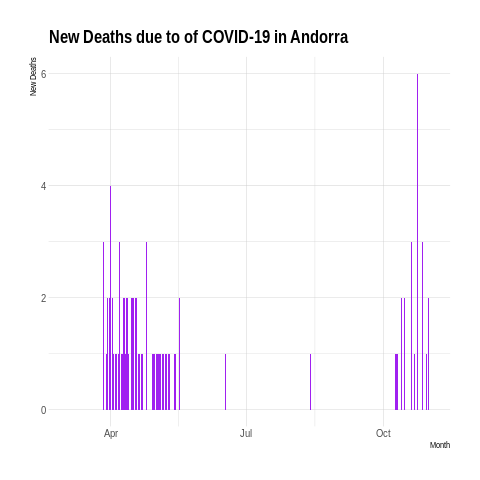 New Deaths due to of COVID-19 in Andorra
New Deaths
6
4
2
0
Apr
Jul
Oct
Month